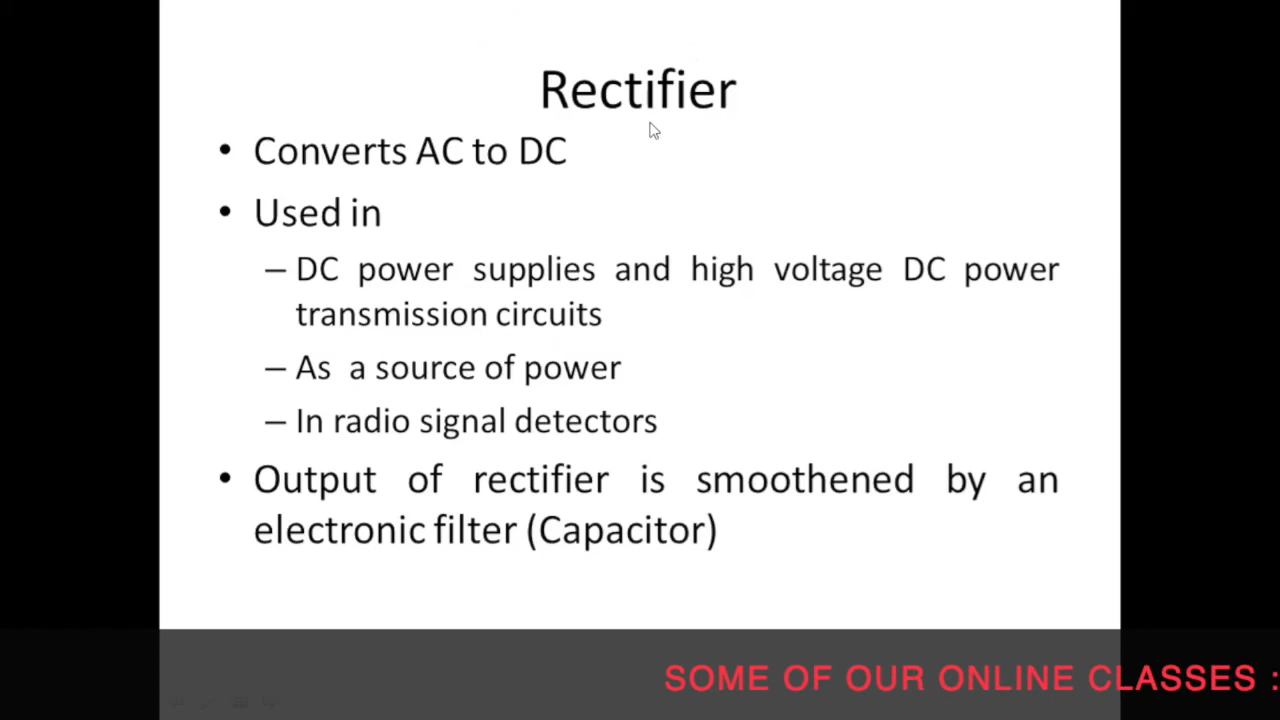 Rectifier
• Converts AC to DC
• Used in
– DC power supplies and high voltage DC power
transmission circuits
– As a source of power
– In radio signal detectors
• Output of rectifier is smoothened by an
electronic filter (Capacitor)
SOME OF OUR ONLINE CLASSES :